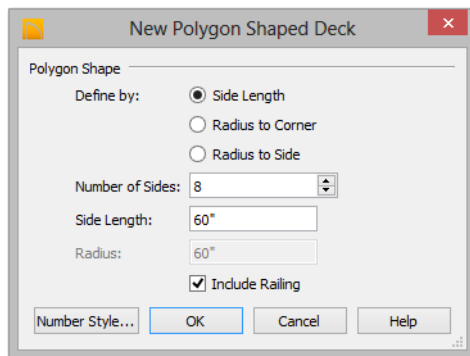 New Polygon Shaped Deck
Polygon Shape
Define by: Side Length
Radius to Corner
Radius to Side
Number of Sides: 8
Side Length: 60"
Radius: 60"
Include Railing
Number Style... OK Cancel Help